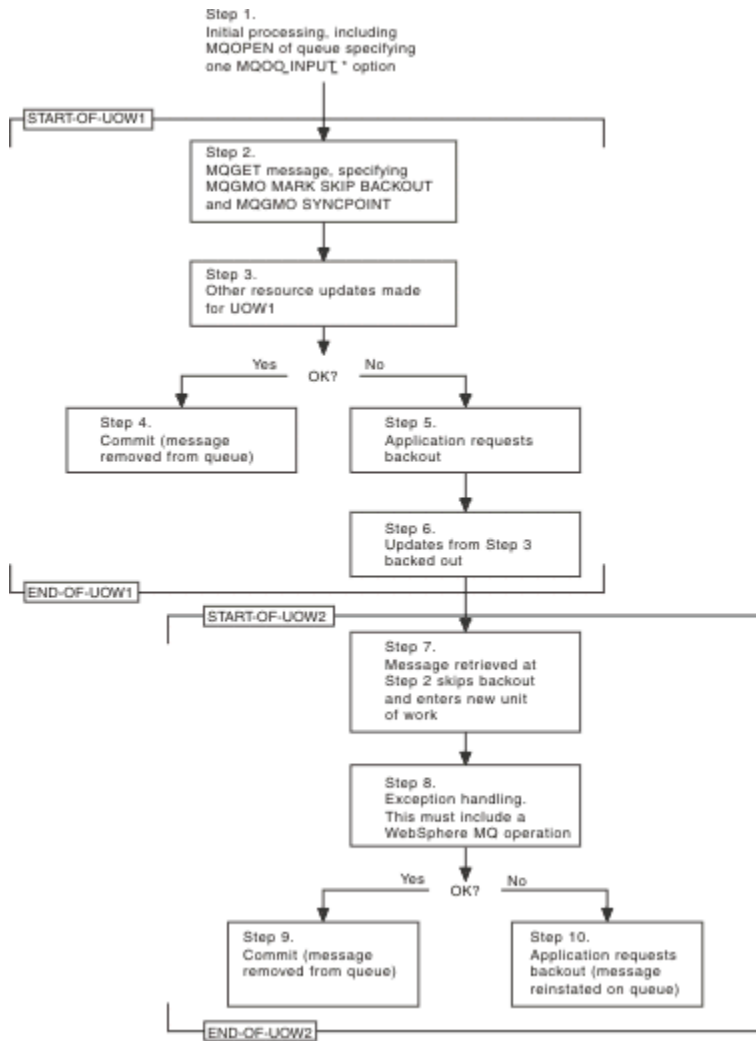 Step 1.
Initial processing, including
MQOPEN of queue specifying
one MQOO_INPUT_* option
START-OF-UOW1
Step 2.
MQGET message, specifying
MQGMO MARK SKIP BACKOUT
and MQGMO SYNCPOINT
Step 3.
Other resource updates made
for UOW1
Yes
No
OK?
Step 4.
Commit (message
removed from queue)
Step 5.
Application requests
backout
Step 6.
Updates from Step 3
backed out
END-OF-UOW1
START-OF-UOW2
Step 7.
Message retrieved at
Step 2 skips backout
and enters new unit
of work
Step 8.
Exception handling.
This must include a
WebSphere MQ operation
Yes
No
OK?
Step 9.
Commit (message
removed from queue)
Step 10.
Application requests
backout (message
reinstated on queue)
END-OF-UOW2